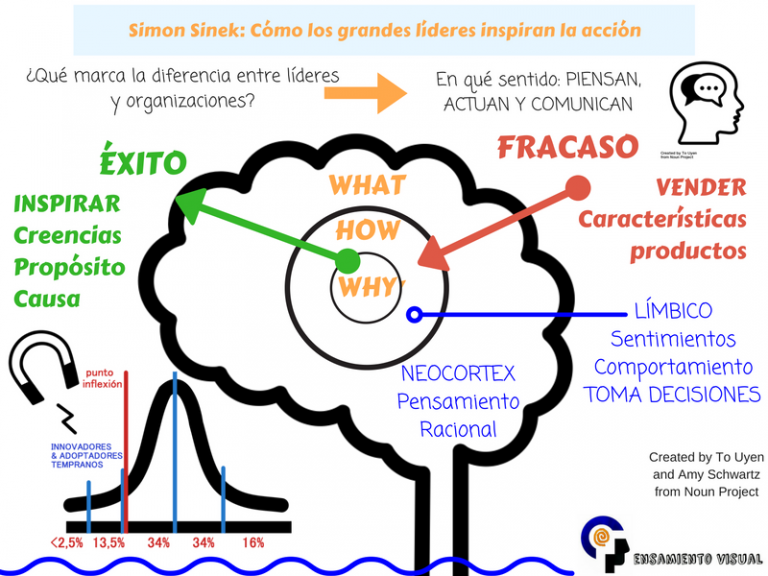 Simon Sinek: Cómo los grandes líderes inspiran la acción
¿Qué marca la diferencia entre líderes
y organizaciones?
En qué sentido: PIENSAN,
ACTUAN Y COMUNICAN
Created by To Uyen
from Noun Project
ÉXITO
INSPIRAR
Creencias
Propósito
Causa
WHAT
HOW
WHY
FRACASO
VENDER
Características
productos
LÍMBICO
Sentimientos
Comportamiento
TOMA DECISIONES
NEOCORTEX
Pensamiento
Racional
punto
inflexión
INNOVADORES
& ADOPTADORES
TEMPRANOS
<2,5% 13,5% 34% 34% 16%
Created by To Uyen
and Amy Schwartz
from Noun Project
ENSAMIENTO VISUAL